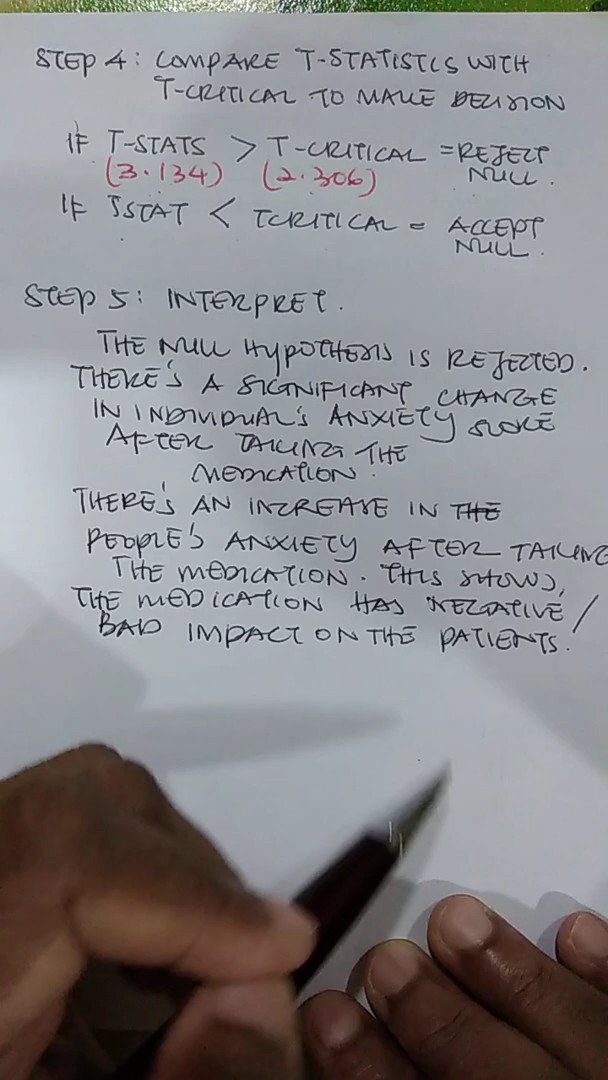 STEP 4: COMPARE T-STATISTICS WITH
T-CRITICAL TO MAKE DECISION
IF T-STATS > T-CRITICAL = REJECT
(3.134) (2.306) NULL.
IF TSTAT < TCRITICAL = ACCEPT
NULL.
STEP 5: INTERPRET.
THE NULL HYPOTHESIS IS REJECTED.
THERE'S A SIGNIFICANT CHANGE
IN INDIVIDUAL'S ANXIETY SCORE
AFTER TAKING THE
MEDICATION.
THERE'S AN INCREASE IN THE
PEOPLE'S ANXIETY AFTER TAKING
THE MEDICATION. THIS SHOWS,
THE MEDICATION HAS NEGATIVE/
BAD IMPACT ON THE PATIENTS.